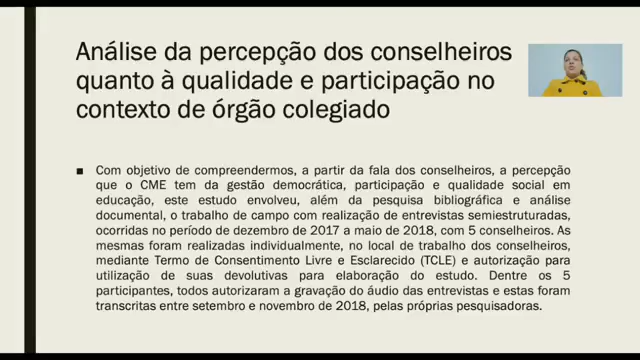 Análise da percepção dos conselheiros
quanto à qualidade e participação no
contexto de órgão colegiado
Com objetivo de compreendermos, a partir da fala dos conselheiros, a percepção
que o CME tem da gestão democrática, participação e qualidade social em
educação, este estudo envolveu, além da pesquisa bibliográfica e análise
documental, o trabalho de campo com realização de entrevistas semiestruturadas,
ocorridas no período de dezembro de 2017 a maio de 2018, com 5 conselheiros. As
mesmas foram realizadas individualmente, no local de trabalho dos conselheiros,
mediante Termo de Consentimento Livre e Esclarecido (TCLE) e autorização para
utilização de suas devolutivas para elaboração do estudo. Dentre os 5
participantes, todos autorizaram a gravação do áudio das entrevistas e estas foram
transcritas entre setembro e novembro de 2018, pelas próprias pesquisadoras.